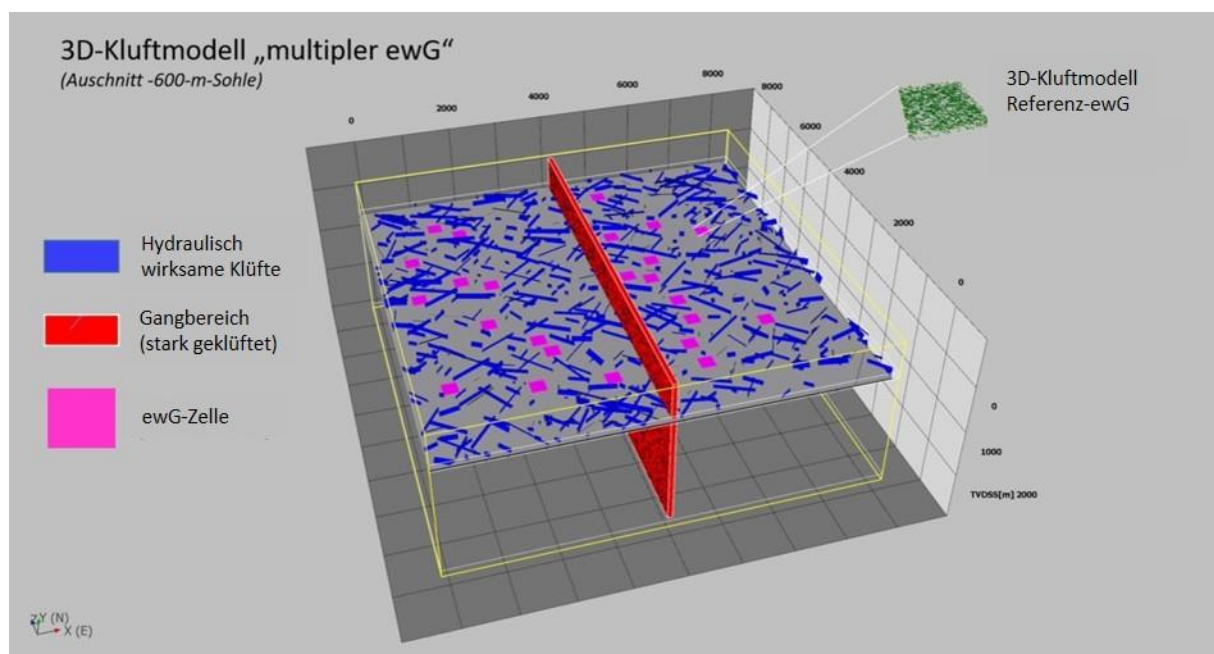 3D-Kluftmodell „multipler ewG“
(Auschnitt -600-m-Sohle)
3D-Kluftmodell
Referenz-ewG
0
2000
4000
6000
8000
8000
6000
4000
2000
0
0
1000
TVDSS[m] 2000
Hydraulisch
wirksame Klüfte
Gangbereich
(stark geklüftet)
ewG-Zelle
Z Y (N)
X (E)